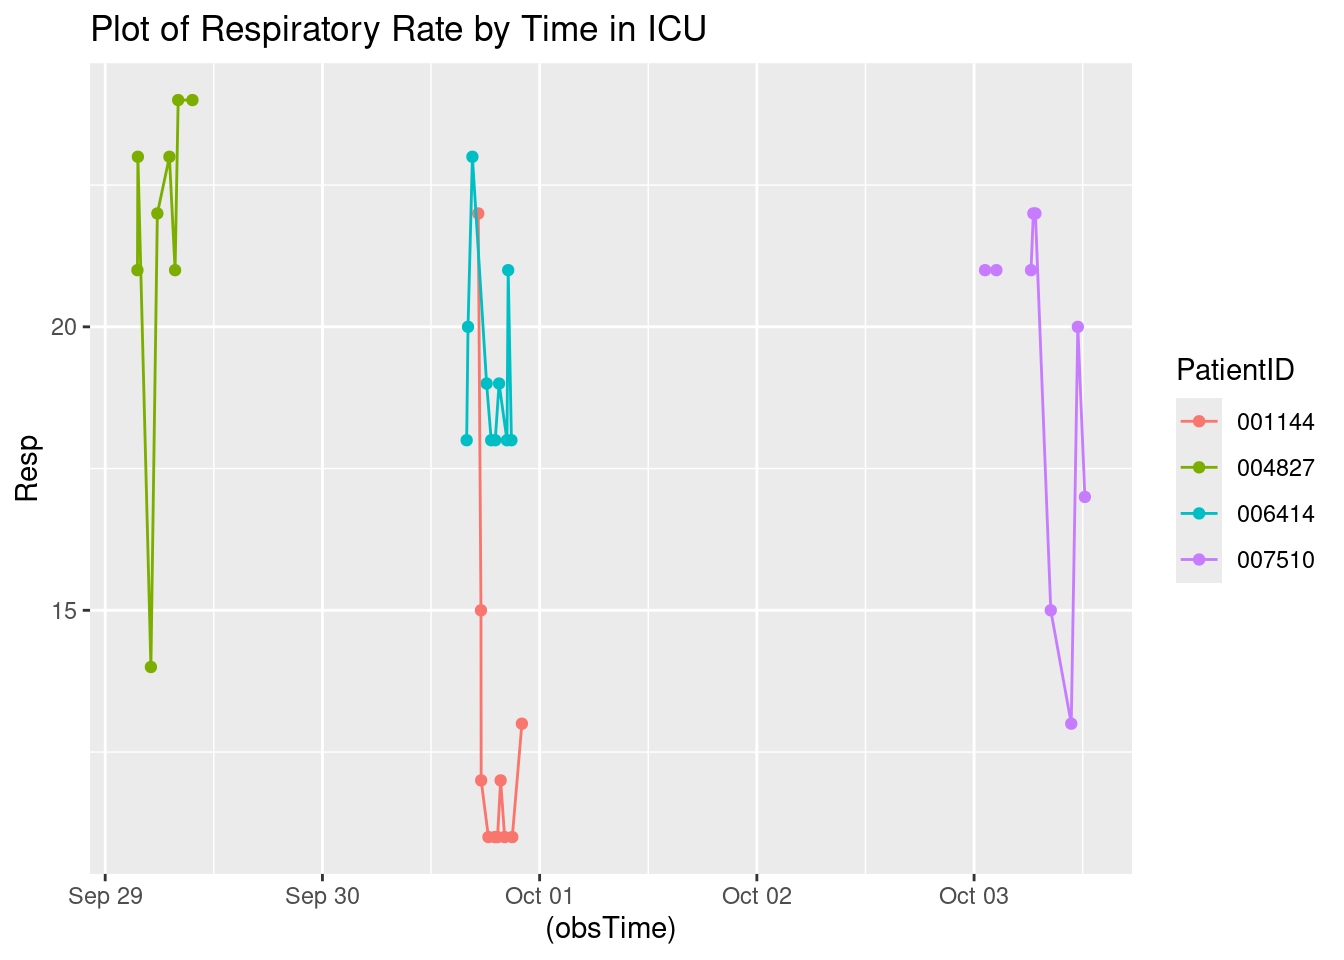 Plot of Respiratory Rate by Time in ICU
20
15
Resp
Sep 29
Sep 30
Oct 01
Oct 02
Oct 03
(obsTime)
PatientID
001144
004827
006414
007510